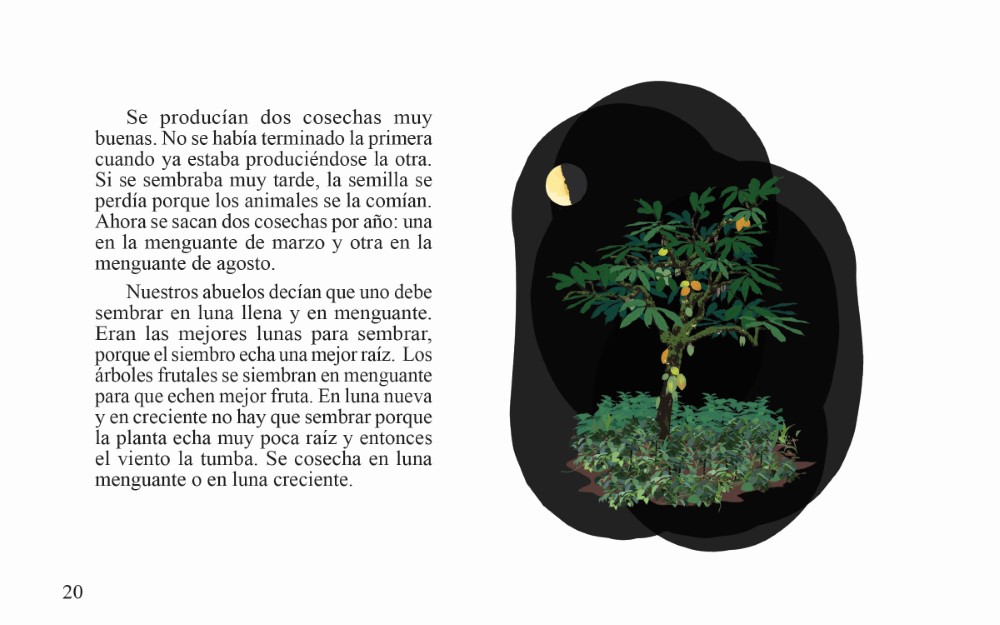 Se producían dos cosechas muy
buenas. No se había terminado la primera
cuando ya estaba produciéndose la otra.
Si se sembraba muy tarde, la semilla se
perdía porque los animales se la comían.
Ahora se sacan dos cosechas por año: una
en la menguante de marzo y otra en la
menguante de agosto.
Nuestros abuelos decían que uno debe
sembrar en luna llena y en menguante.
Eran las mejores lunas para sembrar,
porque el siembro echa una mejor raíz. Los
árboles frutales se siembran en menguante
para que echen mejor fruta. En luna nueva
y en creciente no hay que sembrar porque
la planta echa muy poca raíz y entonces
el viento la tumba. Se cosecha en luna
menguante o en luna creciente.
20